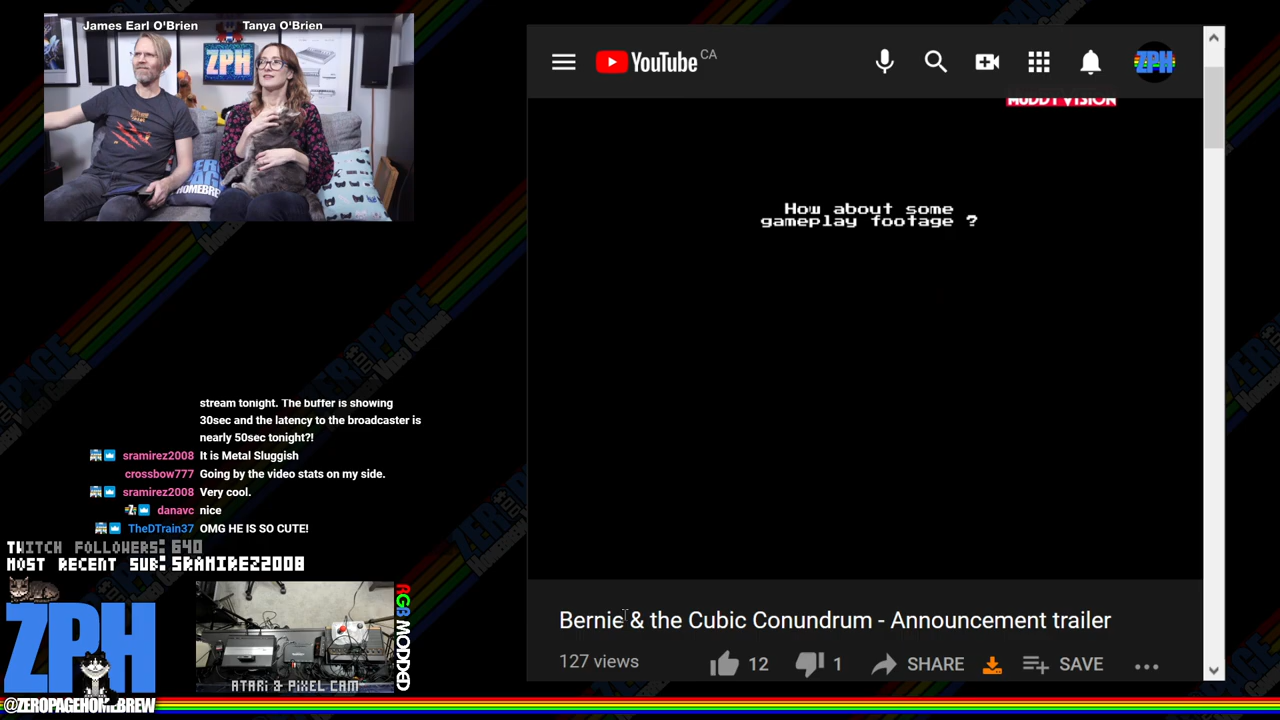 James Earl O'Brien
Tanya O'Brien
ZPH
HOMEBREW
YouTube CA
ZPH
MUDDY VISION
How about some
gameplay footage ?
stream tonight. The buffer is showing
30sec and the latency to the broadcaster is
nearly 50sec tonight?!
sramirez2008 It is Metal Sluggish
crossbow777 Going by the video stats on my side.
sramirez2008 Very cool.
danavc nice
TheDTrain37 OMG HE IS SO CUTE!
TWITCH FOLLOWERS: 640
MOST RECENT SUB: SRAMIREZ2008
ZPH
@ZEROPAGEHOMEBREW
RGB MODDED
ATARI & PIXEL CAM
Bernie & the Cubic Conundrum - Announcement trailer
127 views
12
1
SHARE
SAVE